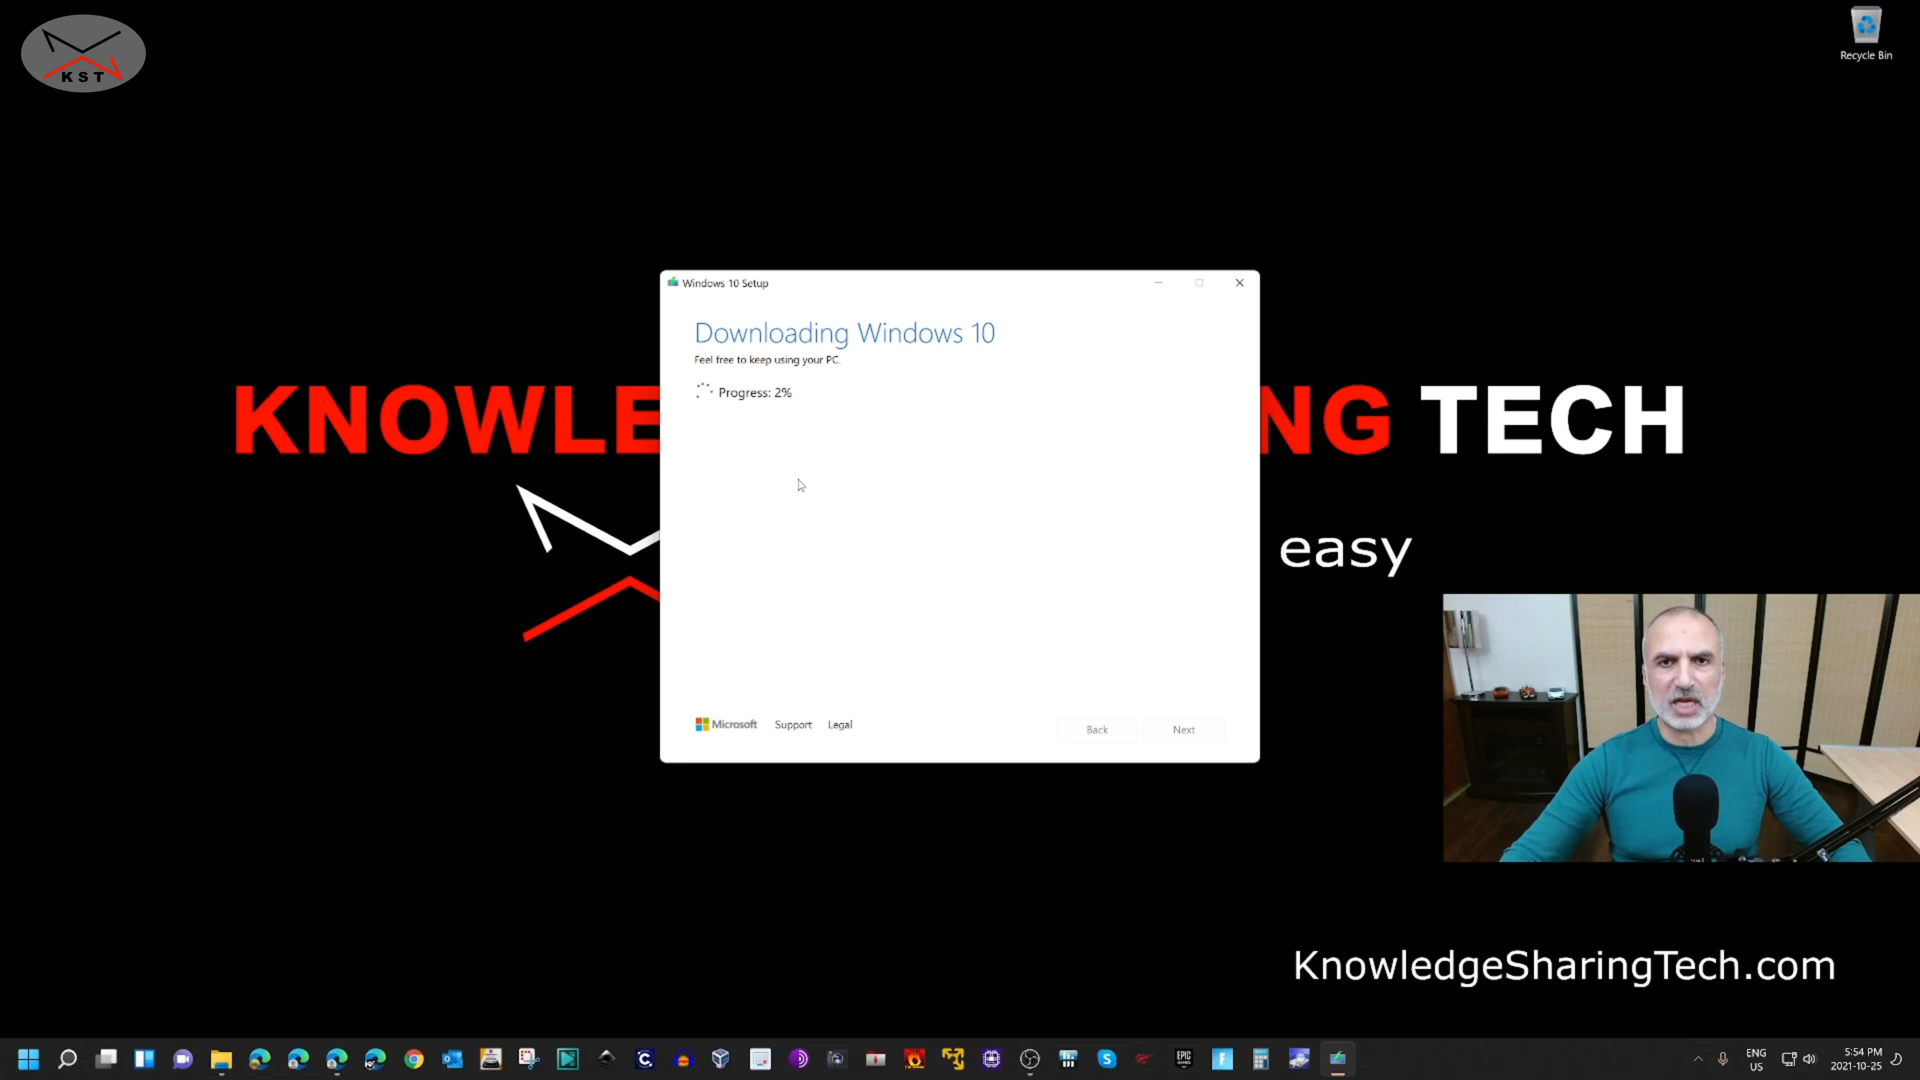 KST
Recycle Bin
Windows 10 Setup
Downloading Windows 10
Feel free to keep using your PC.
Progress: 2%
KNOWLE
NG TECH
easy
Microsoft Support Legal
Back Next
KnowledgeSharingTech.com
EPIC
ENG
US
5:54 PM
2021-10-25